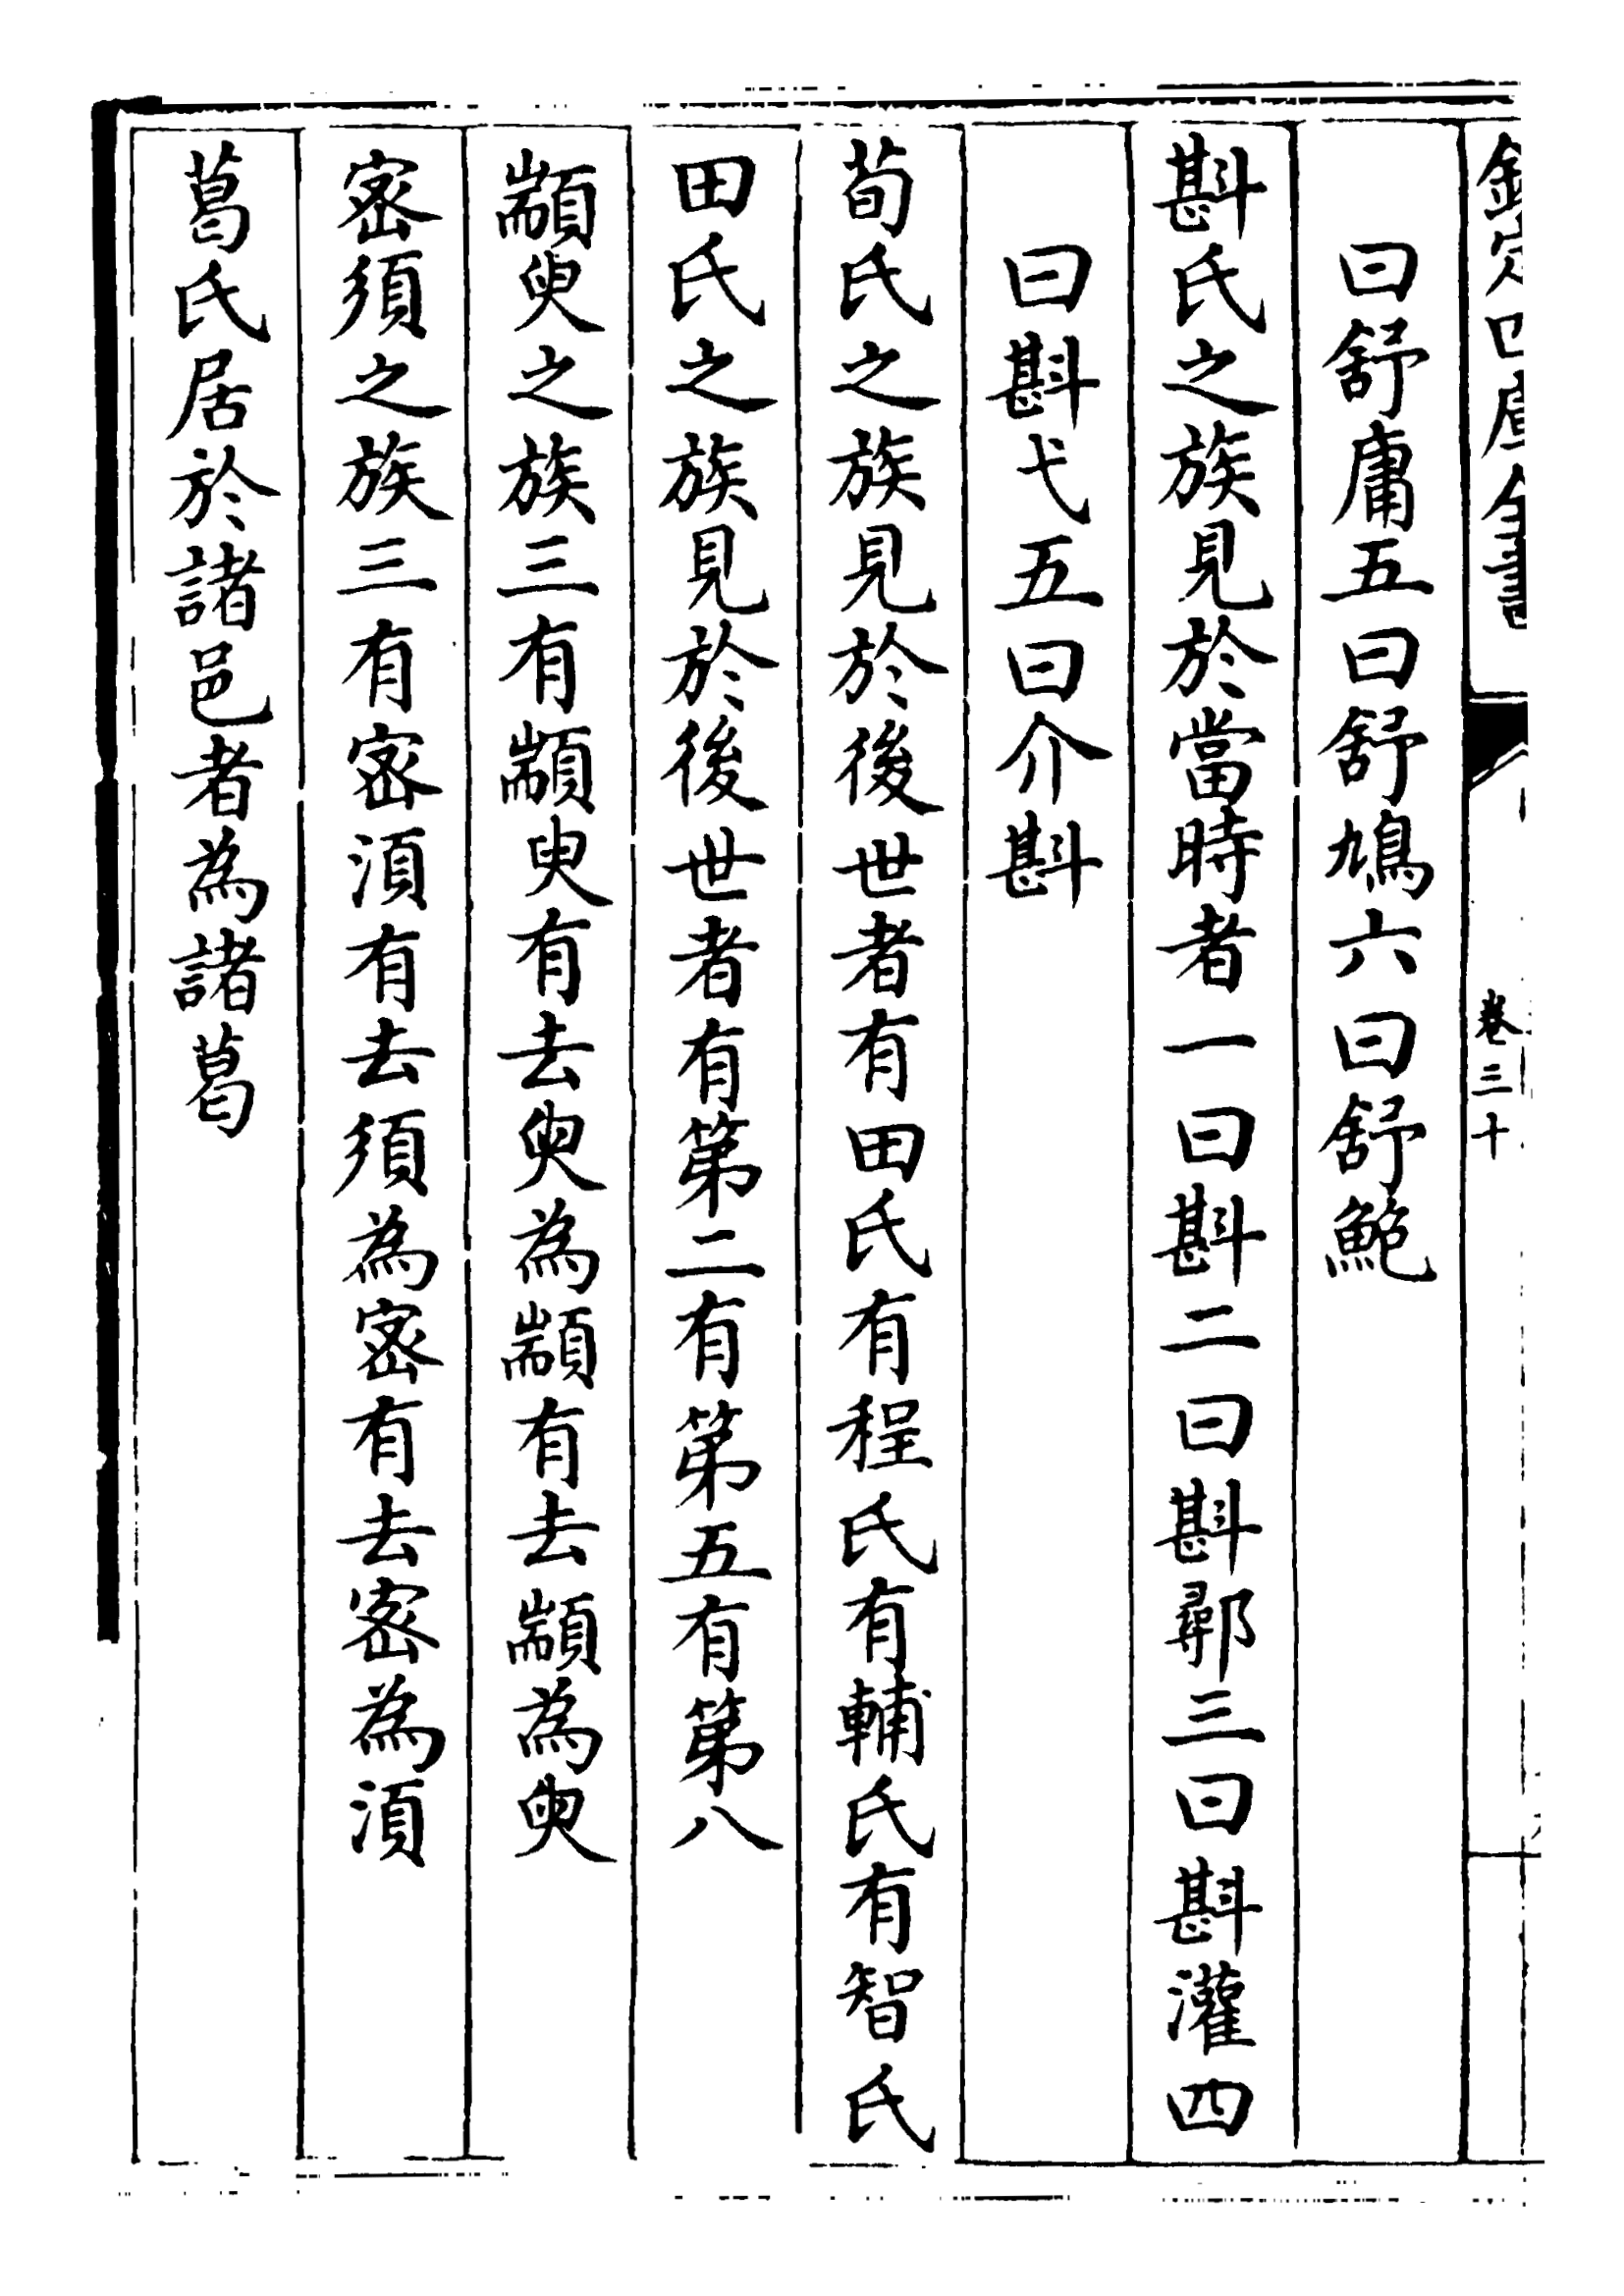 欽定四庫全書
卷三十
曰舒庸五曰舒鳩六曰舒鮑
斟氏之族見於當時者一曰斟二曰斟鄩三曰斟灌四
曰斟弋五曰介斟
荀氏之族見於後世者有田氏有程氏有輔氏有智氏
田氏之族見於後世者有第二有第五有第八
顓臾之族三有顓臾有去臾為顓有去顓為臾
密須之族三有密湏有去須為密有去密為湏
葛氏居於諸邑者為諸葛